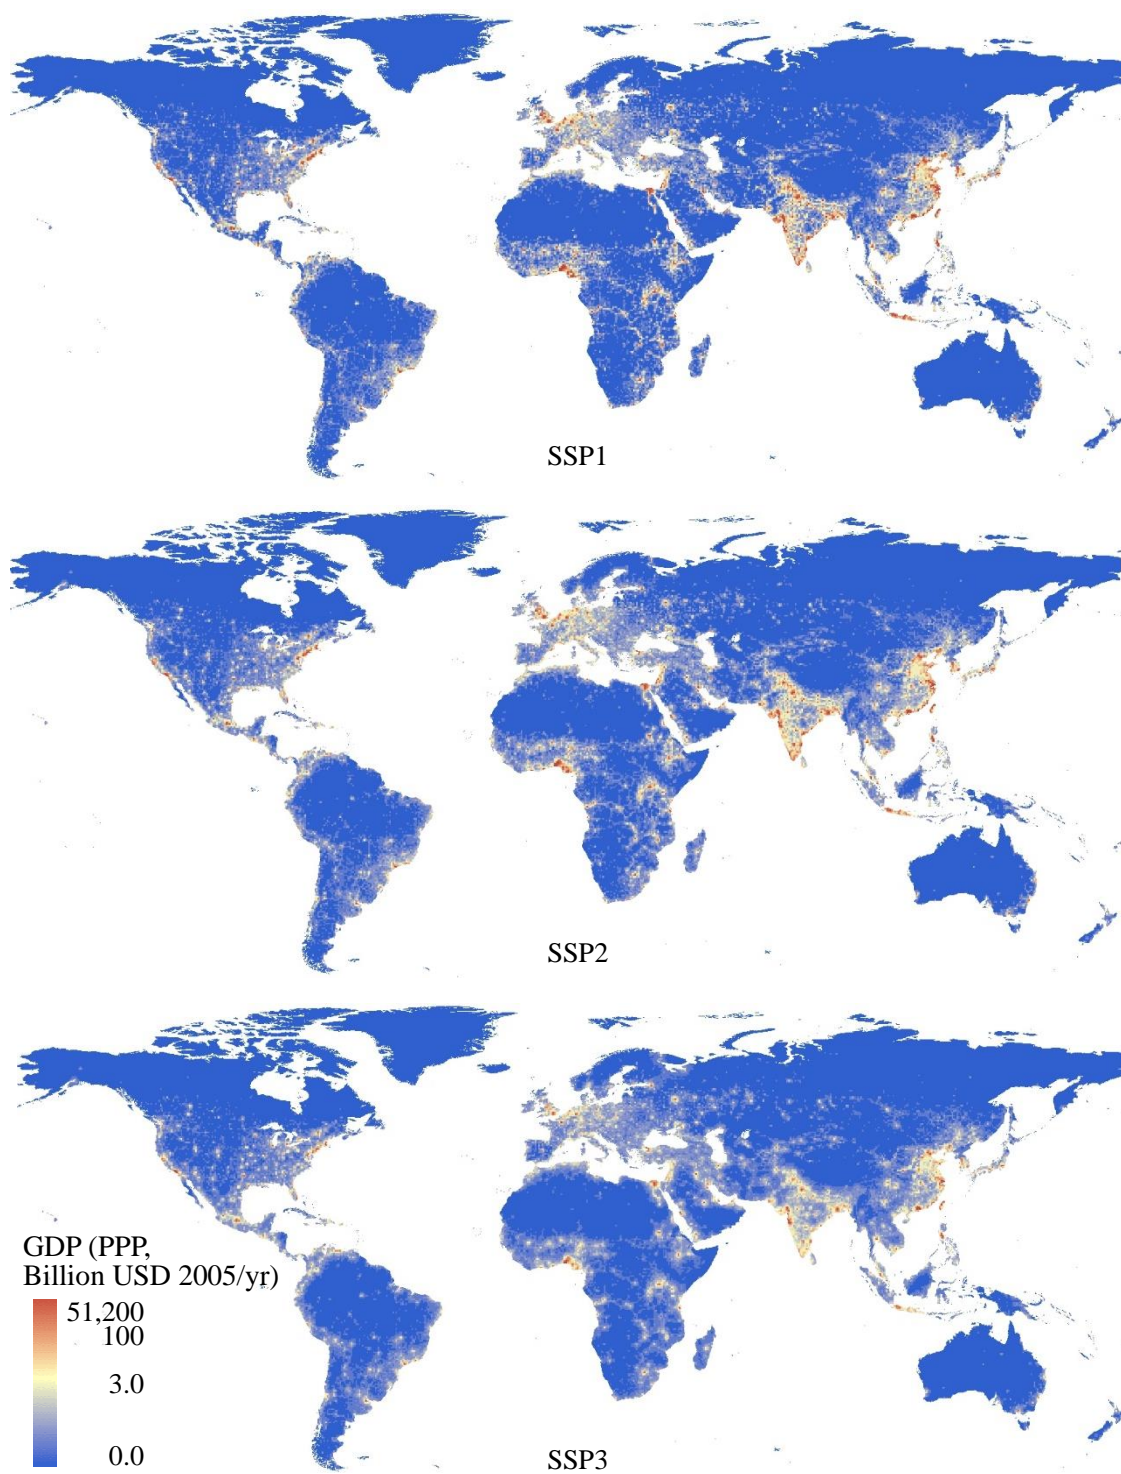 SSP1
SSP2
GDP (PPP,
Billion USD 2005/yr)
51,200
100
3.0
0.0
SSP3